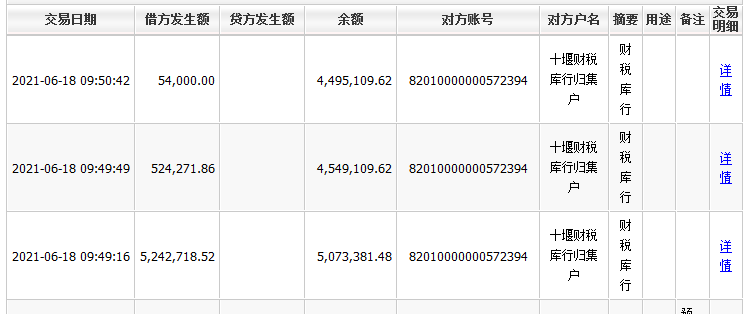 交易日期 借方发生额 贷方发生额 余额 对方账号 对方户名 摘要 用途 备注 交易
明细
2021-06-18 09:50:42 54,000.00 4,495,109.62 82010000000572394 十堰财税
库行归集
户
财
税
库
行
详
情
2021-06-18 09:49:49 524,271.86 4,549,109.62 82010000000572394 十堰财税
库行归集
户
财
税
库
行
详
情
2021-06-18 09:49:16 5,242,718.52 5,073,381.48 82010000000572394 十堰财税
库行归集
户
财
税
库
行
详
情